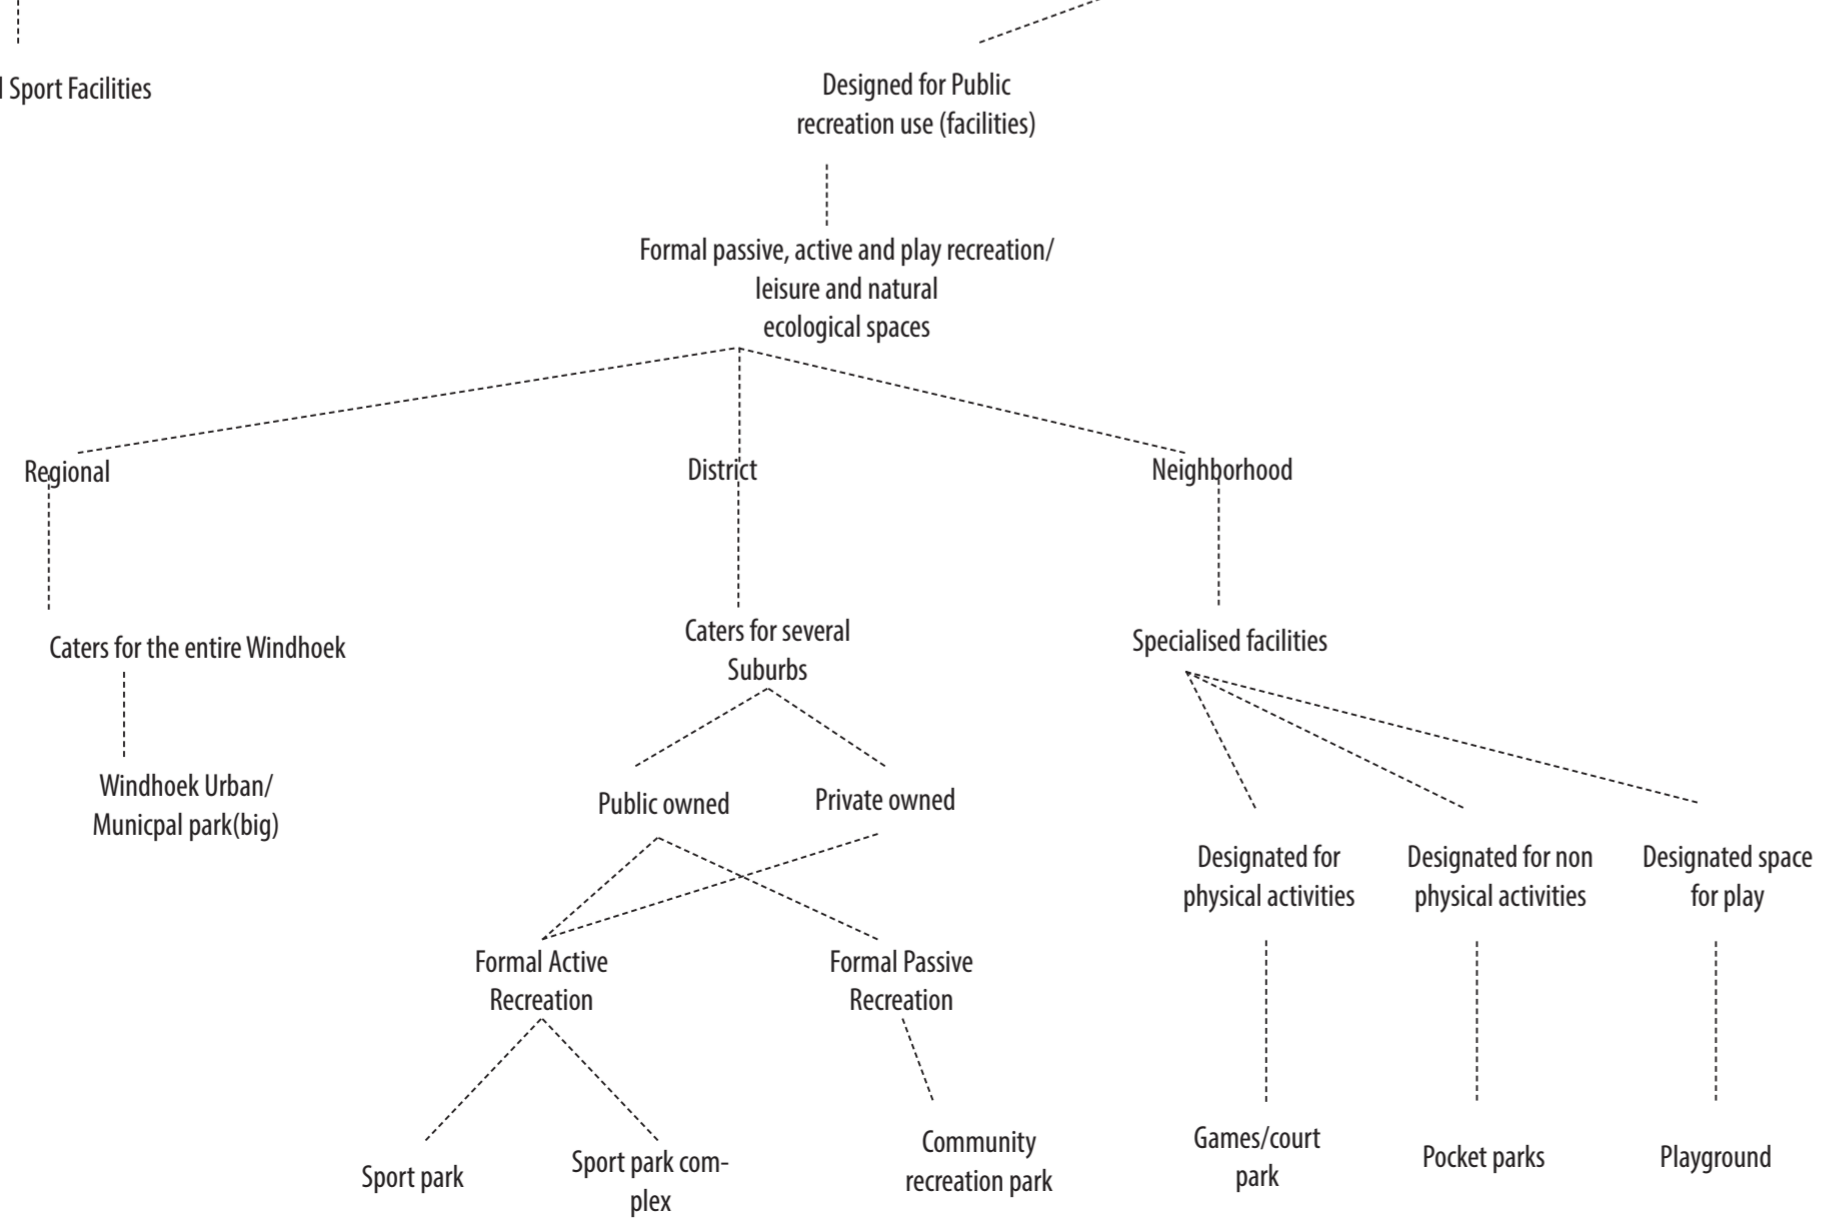 Sport Facilities
Designed for Public
recreation use (facilities)
Formal passive, active and play recreation/
leisure and natural
ecological spaces
Regional
District
Neighborhood
Caters for the entire Windhoek
Caters for several
Suburbs
Specialised facilities
Windhoek Urban/
Municpal park(big)
Public owned
Private owned
Designated for
physical activities
Designated for non
physical activities
Designated space
for play
Formal Active
Recreation
Formal Passive
Recreation
Sport park
Sport park com-
plex
Community
recreation park
Games/court
park
Pocket parks
Playground